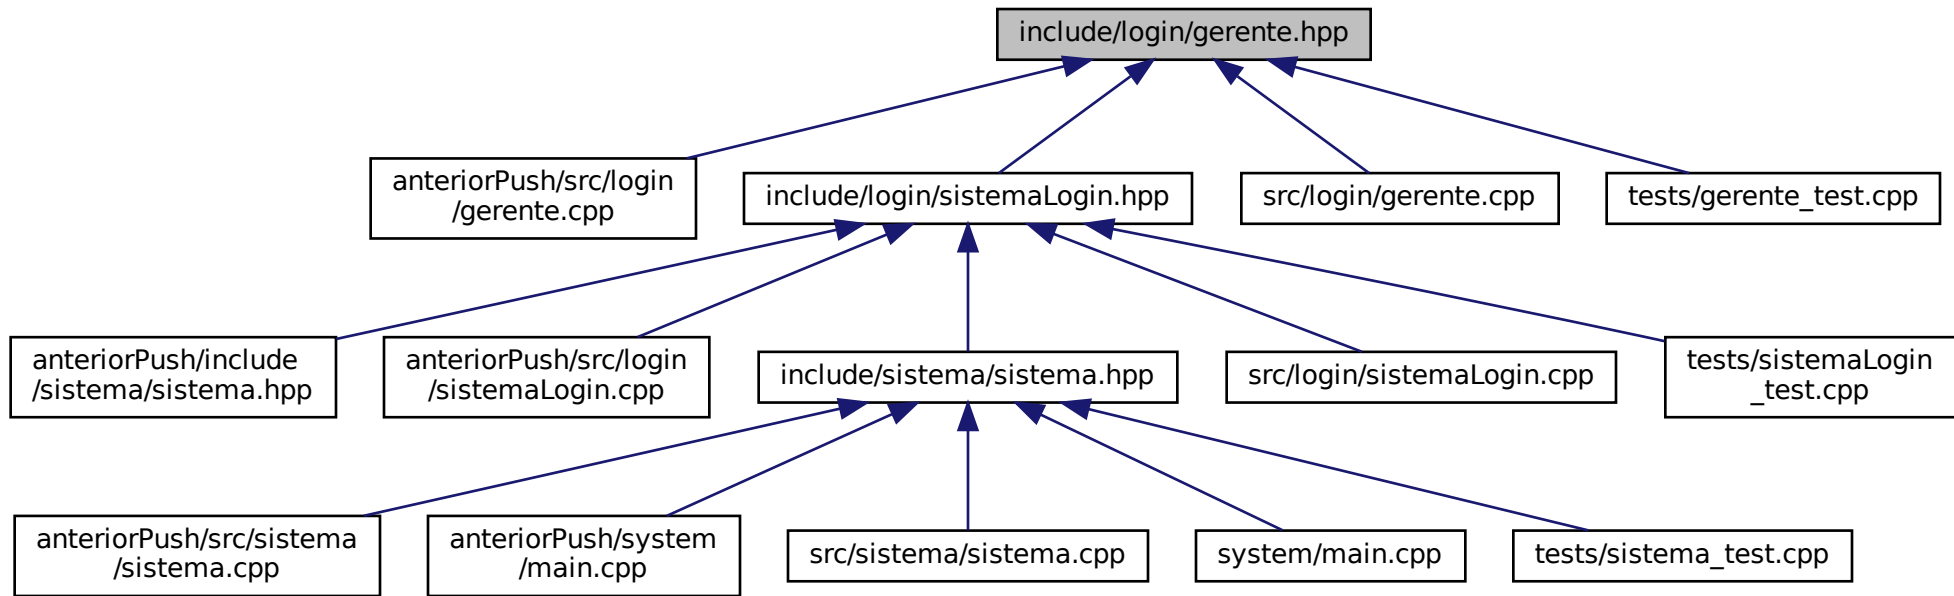 include/login/gerente.hpp
anteriorPush/src/login
/gerente.cpp
include/login/sistemaLogin.hpp
src/login/gerente.cpp
tests/gerente_test.cpp
anteriorPush/include
/sistema/sistema.hpp
anteriorPush/src/login
/sistemaLogin.cpp
include/sistema/sistema.hpp
src/login/sistemaLogin.cpp
tests/sistemaLogin
_test.cpp
anteriorPush/src/sistema
/sistema.cpp
anteriorPush/system
/main.cpp
src/sistema/sistema.cpp
system/main.cpp
tests/sistema_test.cpp